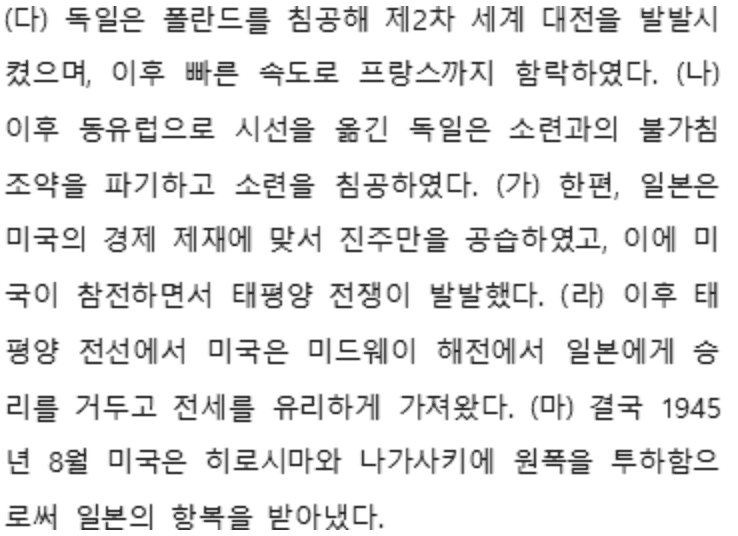 (다) 독일은 폴란드를 침공해 제2차 세계 대전을 발발시
켰으며, 이후 빠른 속도로 프랑스까지 함락하였다. (나)
이후 동유럽으로 시선을 옮긴 독일은 소련과의 불가침
조약을 파기하고 소련을 침공하였다. (가) 한편, 일본은
미국의 경제 제재에 맞서 진주만을 공습하였고, 이에 미
국이 참전하면서 태평양 전쟁이 발발했다. (라) 이후 태
평양 전선에서 미국은 미드웨이 해전에서 일본에게 승
리를 거두고 전세를 유리하게 가져왔다. (마) 결국 1945
년 8월 미국은 히로시마와 나가사키에 원폭을 투하함으
로써 일본의 항복을 받아냈다.